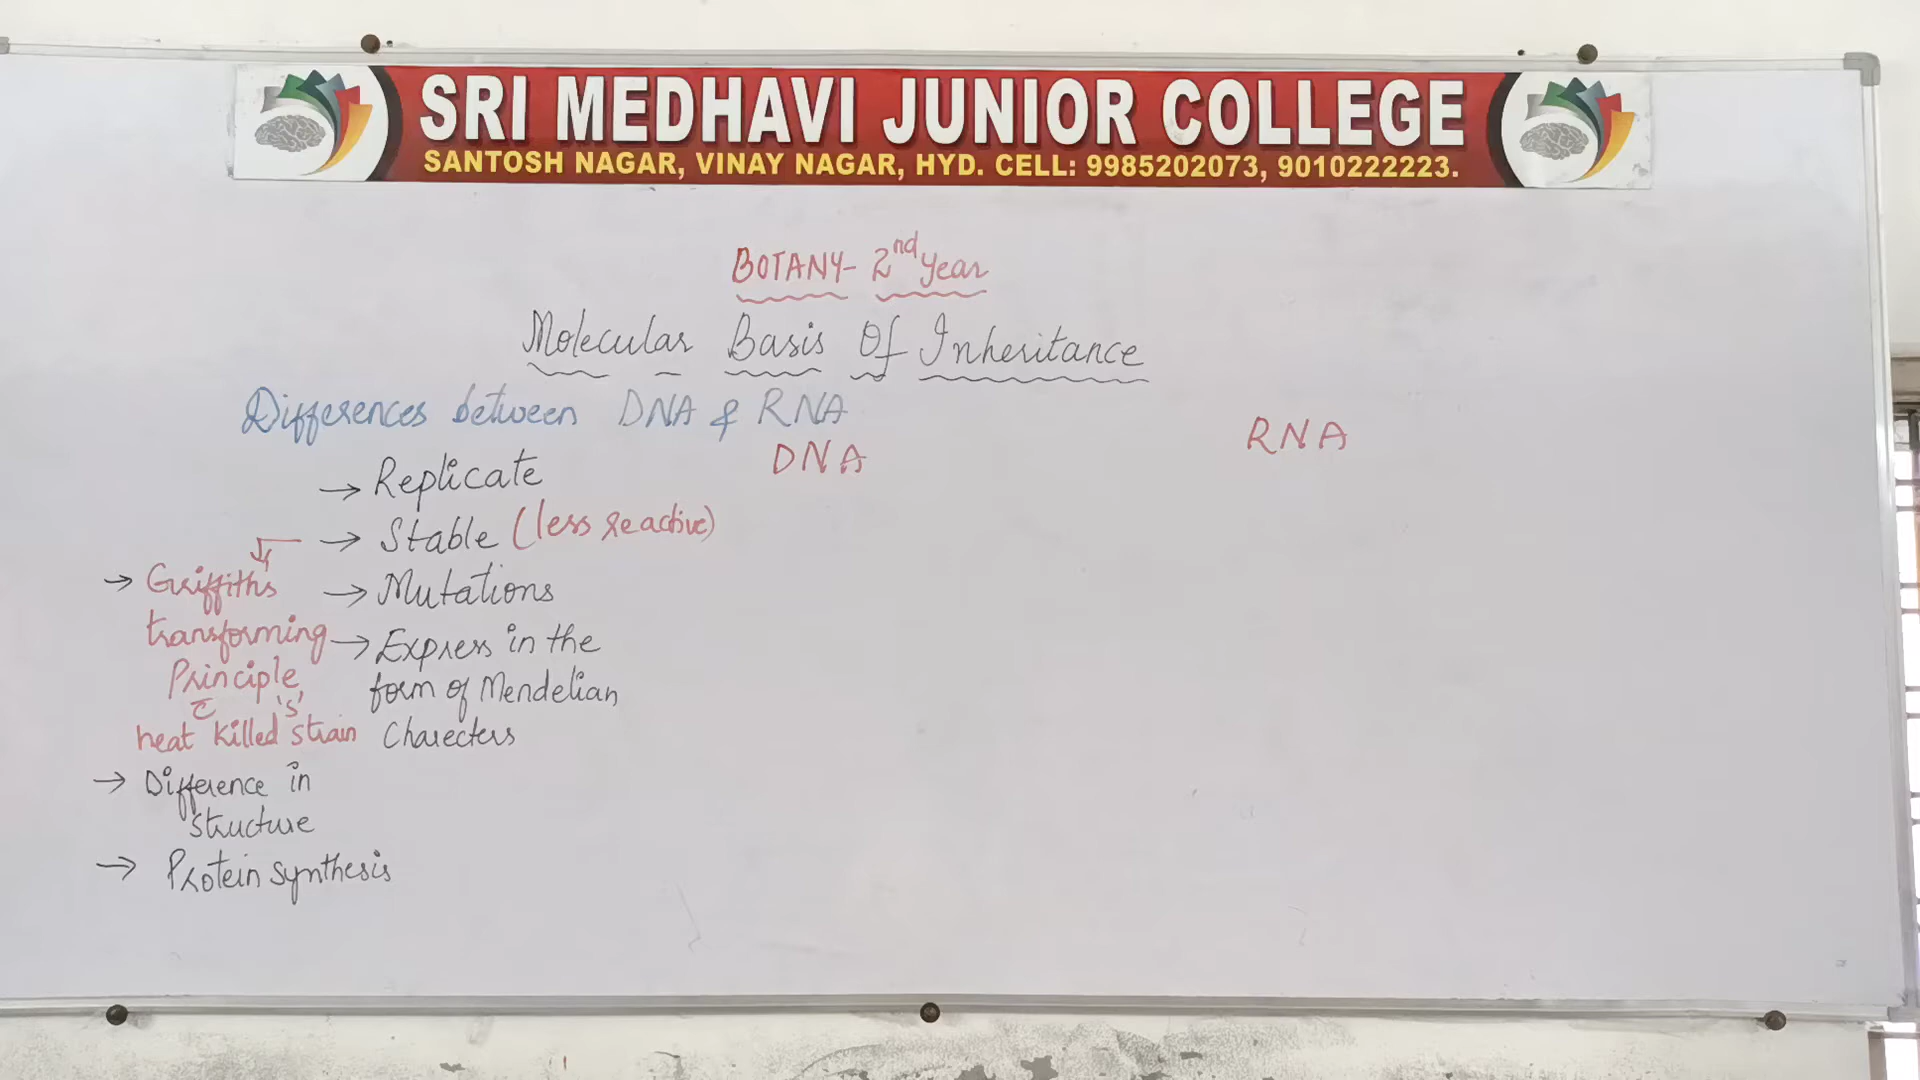 SRI MEDHAVI JUNIOR COLLEGE
SANTOSH NAGAR, VINAY NAGAR, HYD. CELL: 9985202073, 9010222223.
BOTANY- 2nd Year
Molecular Basis Of Inheritance
Differences between DNA & RNA
DNA
RNA
→ Replicate
→ Stable (less reactive)
→ Mutations
→ Express in the
form of Mendelian
Charecters
→ Griffiths
transforming
Principle,
c̄ 's'
heat killed strain
→ Difference in
structure
→ Protein synthesis